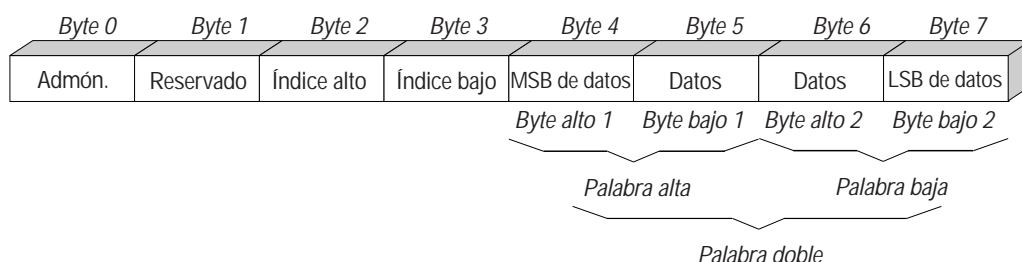 Byte 0 Byte 1 Byte 2 Byte 3 Byte 4 Byte 5 Byte 6 Byte 7
Admón. Reservado Índice alto Índice bajo MSB de datos Datos Datos LSB de datos
Byte alto 1 Byte bajo 1 Byte alto 2 Byte bajo 2
Palabra alta Palabra baja
Palabra doble